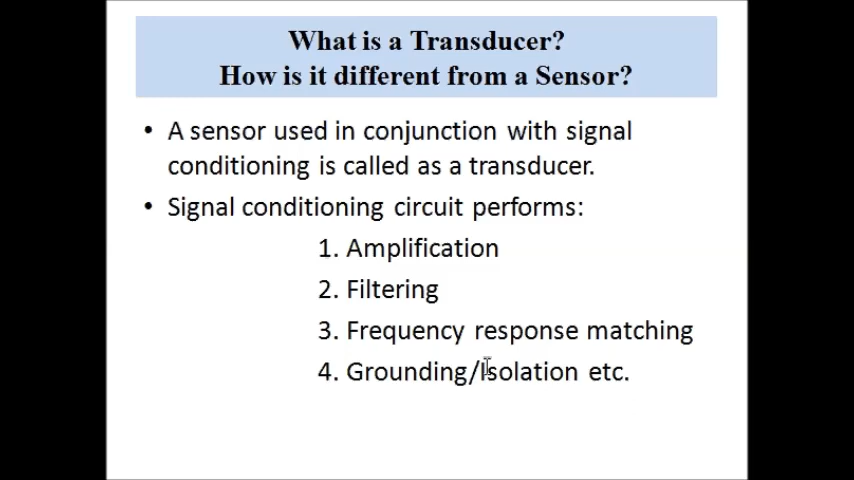 What is a Transducer?
How is it different from a Sensor?
• A sensor used in conjunction with signal
conditioning is called as a transducer.
• Signal conditioning circuit performs:
1. Amplification
2. Filtering
3. Frequency response matching
4. Grounding/Isolation etc.